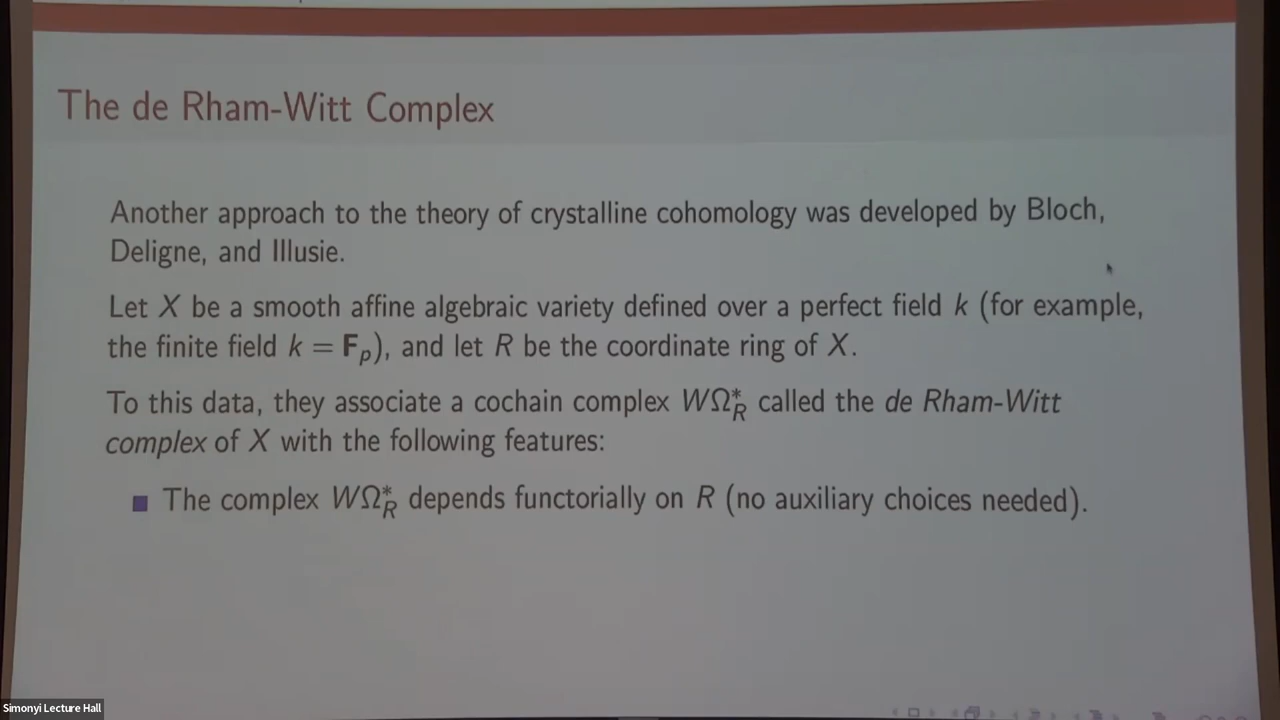 The de Rham-Witt Complex
Another approach to the theory of crystalline cohomology was developed by Bloch,
Deligne, and Illusie.
Let X be a smooth affine algebraic variety defined over a perfect field k (for example,
the finite field k = F_p), and let R be the coordinate ring of X.
To this data, they associate a cochain complex WΩ*_R called the de Rham-Witt
complex of X with the following features:
■ The complex WΩ*_R depends functorially on R (no auxiliary choices needed).
Simonyi Lecture Hall